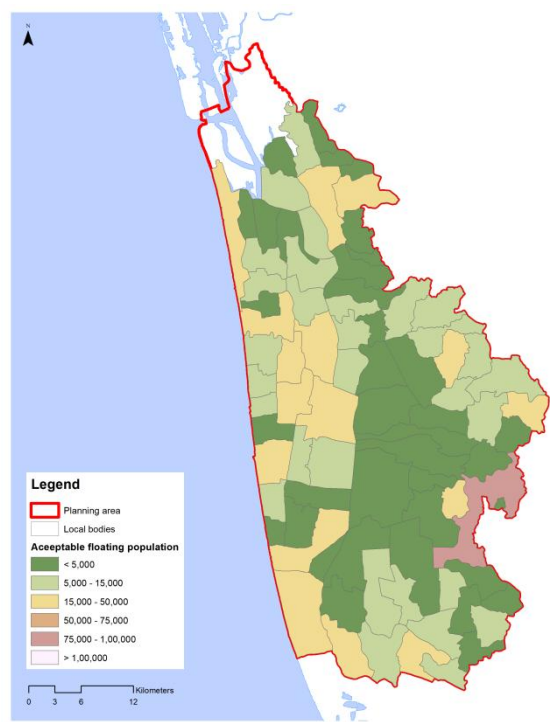 N
Legend
Planning area
Local bodies
Aceeptable floating population
< 5,000
5,000 - 15,000
15,000 - 50,000
50,000 - 75,000
75,000 - 1,00,000
> 1,00,000
Kilometers
0 3 6 12